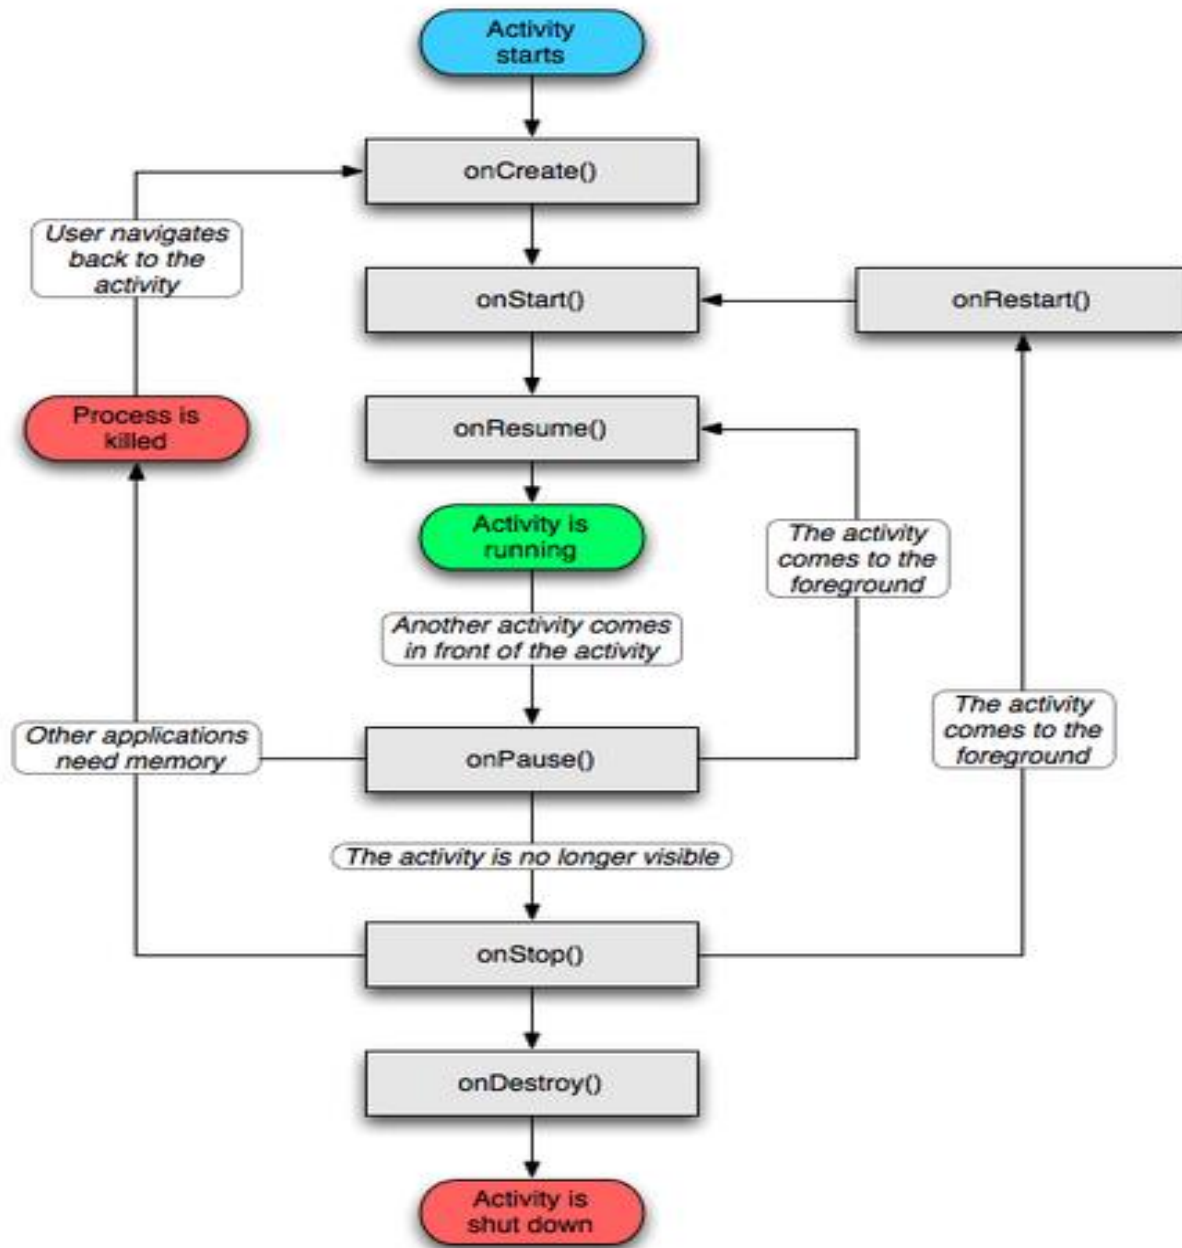 Activity
starts
onCreate()
User navigates
back to the
activity
onStart()
onRestart()
Process is
killed
onResume()
Activity is
running
The activity
comes to the
foreground
Another activity comes
in front of the activity
The activity
comes to the
foreground
Other applications
need memory
onPause()
The activity is no longer visible
onStop()
onDestroy()
Activity is
shut down